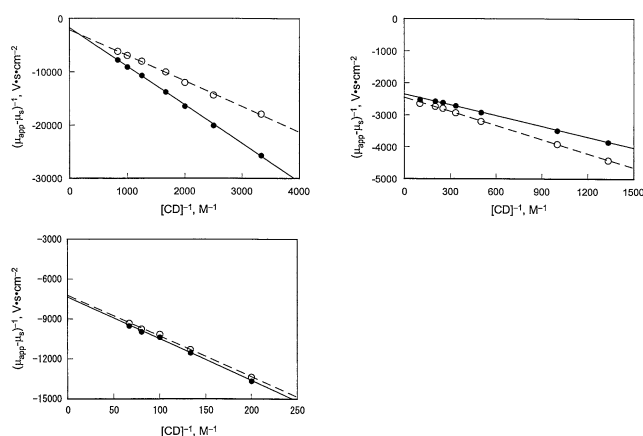 0
-10000
-20000
-30000
(μapp-μs)⁻¹, V•s•cm⁻²
0 1000 2000 3000 4000
[CD]⁻¹, M⁻¹
0
-1000
-2000
-3000
-4000
-5000
(μapp-μs)⁻¹, V•s•cm⁻²
0 300 600 900 1200 1500
[CD]⁻¹, M⁻¹
-3000
-6000
-9000
-12000
-15000
(μapp-μs)⁻¹, V•s•cm⁻²
0 50 100 150 200 250
[CD]⁻¹, M⁻¹